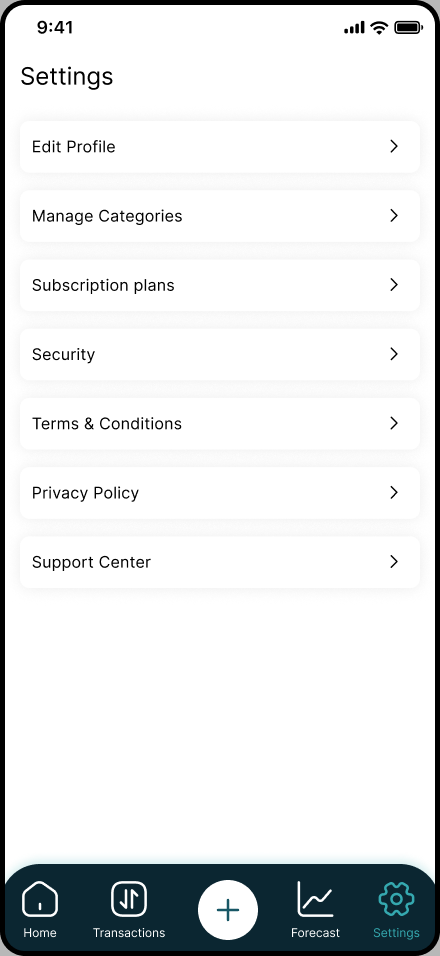 9:41
Settings
Edit Profile
Manage Categories
Subscription plans
Security
Terms & Conditions
Privacy Policy
Support Center
Home
Transactions
Forecast
Settings